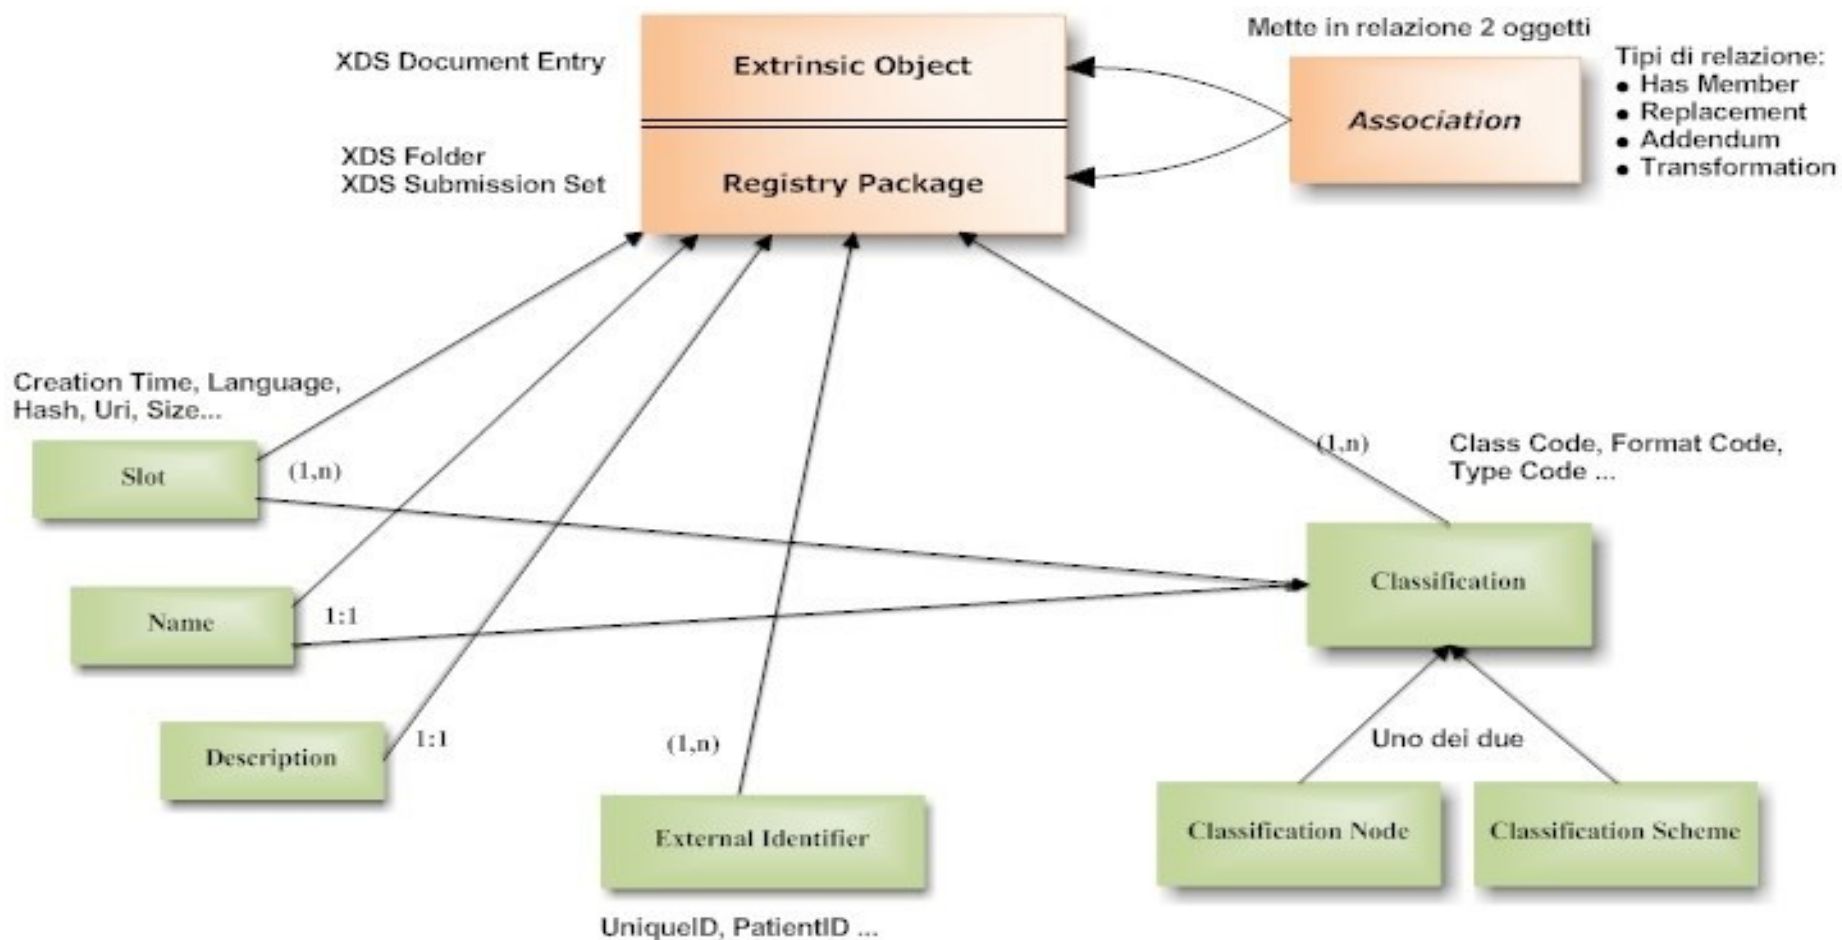 Mette in relazione 2 oggetti
XDS Document Entry
Extrinsic Object
Tipi di relazione:
• Has Member
• Replacement
• Addendum
• Transformation
Association
XDS Folder
XDS Submission Set
Registry Package
Creation Time, Language,
Hash, Uri, Size...
Slot
(1,n)
(1,n)
Class Code, Format Code,
Type Code ...
Classification
Name
1:1
Description
1:1
(1,n)
Uno dei due
External Identifier
Classification Node
Classification Scheme
UniqueID, PatientID ...